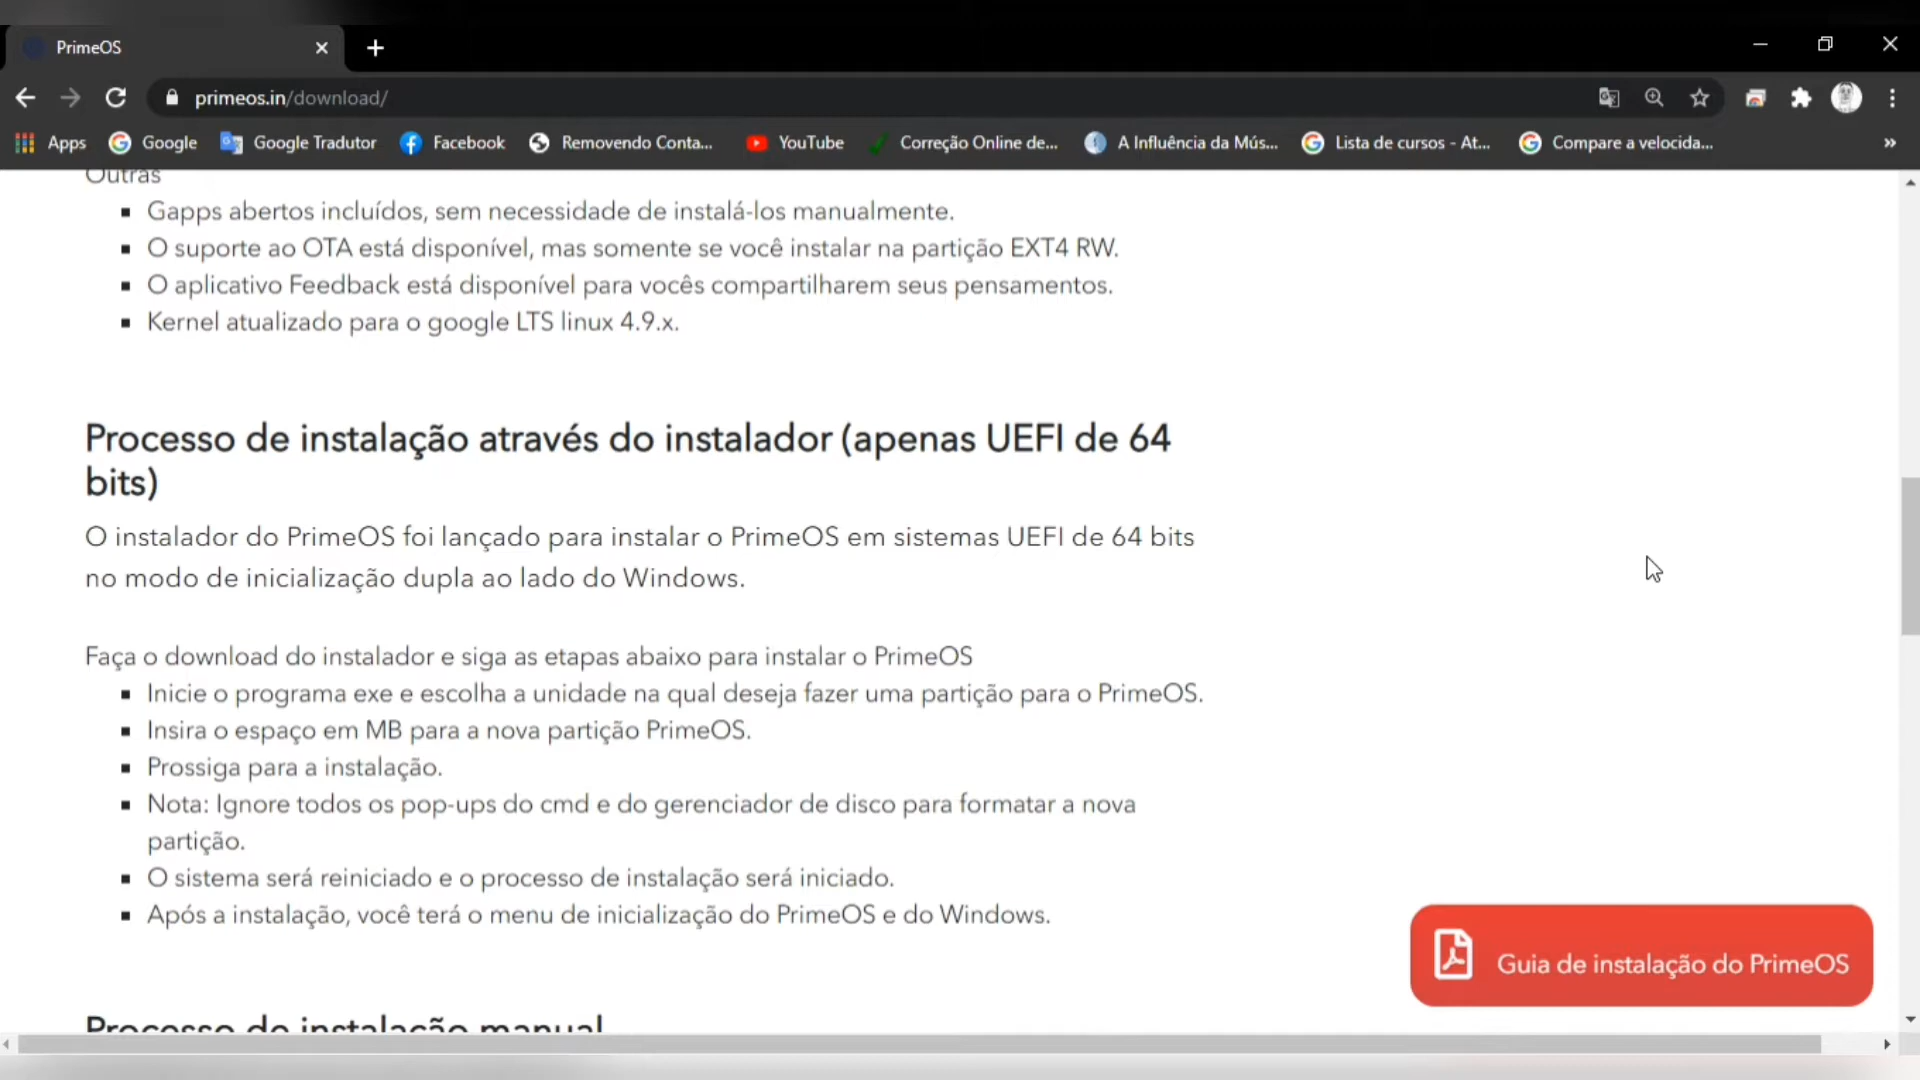 PrimeOS
primeos.in/download/
Apps Google Google Tradutor Facebook Removendo Conta... YouTube Correção Online de... A Influência da Mús... Lista de cursos - At... Compare a velocida... »
Outras
Gapps abertos incluídos, sem necessidade de instalá-los manualmente.
O suporte ao OTA está disponível, mas somente se você instalar na partição EXT4 RW.
O aplicativo Feedback está disponível para vocês compartilharem seus pensamentos.
Kernel atualizado para o google LTS linux 4.9.x.
Processo de instalação através do instalador (apenas UEFI de 64
bits)
O instalador do PrimeOS foi lançado para instalar o PrimeOS em sistemas UEFI de 64 bits
no modo de inicialização dupla ao lado do Windows.
Faça o download do instalador e siga as etapas abaixo para instalar o PrimeOS
Inicie o programa exe e escolha a unidade na qual deseja fazer uma partição para o PrimeOS.
Insira o espaço em MB para a nova partição PrimeOS.
Prossiga para a instalação.
Nota: Ignore todos os pop-ups do cmd e do gerenciador de disco para formatar a nova
partição.
O sistema será reiniciado e o processo de instalação será iniciado.
Após a instalação, você terá o menu de inicialização do PrimeOS e do Windows.
Guia de instalação do PrimeOS
Processo de instalação manual